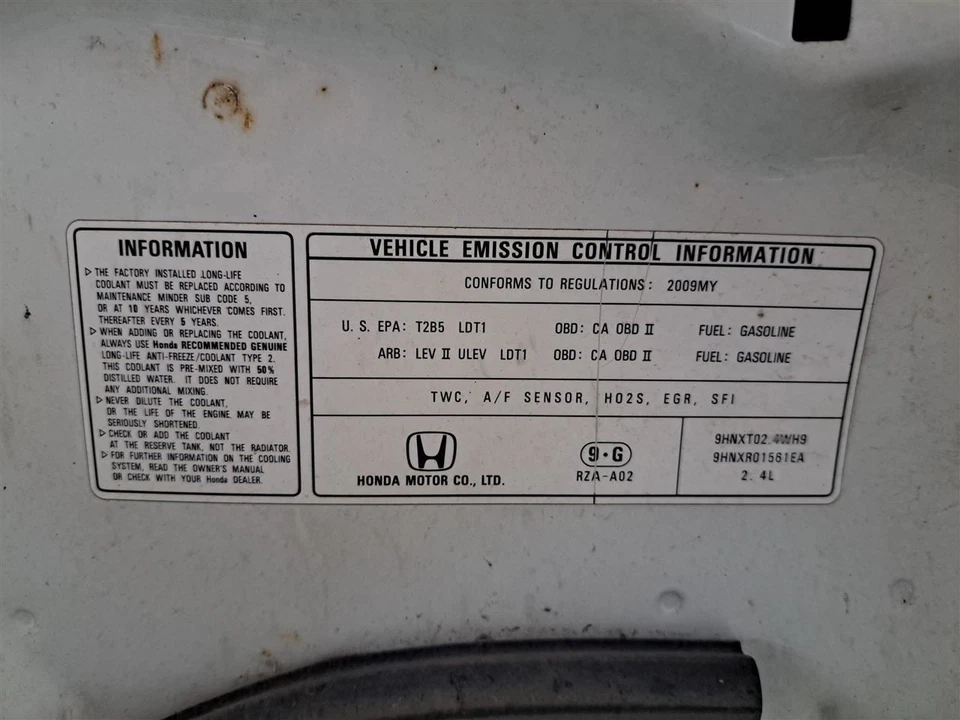 INFORMATION
▷ THE FACTORY INSTALLED LONG-LIFE
COOLANT MUST BE REPLACED ACCORDING TO
MAINTENANCE MINDER SUB CODE 5,
OR AT 10 YEARS WHICHEVER COMES FIRST.
THEREAFTER EVERY 5 YEARS.
▷ WHEN ADDING OR REPLACING THE COOLANT,
ALWAYS USE Honda RECOMMENDED GENUINE
LONG-LIFE ANTI-FREEZE/COOLANT TYPE 2.
THIS COOLANT IS PRE-MIXED WITH 50%
DISTILLED WATER. IT DOES NOT REQUIRE
ANY ADDITIONAL MIXING.
▷ NEVER DILUTE THE COOLANT,
OR THE LIFE OF THE ENGINE MAY BE
SERIOUSLY SHORTENED.
▷ CHECK OR ADD THE COOLANT
AT THE RESERVE TANK, NOT THE RADIATOR.
▷ FOR FURTHER INFORMATION ON THE COOLING
SYSTEM, READ THE OWNER'S MANUAL
OR CHECK WITH YOUR Honda DEALER.
VEHICLE EMISSION CONTROL INFORMATION
CONFORMS TO REGULATIONS: 2009MY
U. S. EPA: T2B5 LDT1 OBD: CA OBD II FUEL: GASOLINE
ARB: LEV II ULEV LDT1 OBD: CA OBD II FUEL: GASOLINE
TWC, A/F SENSOR, HO2S, EGR, SFI
HONDA MOTOR CO., LTD.
9·G
RZA-A02
9HNXT02.4WH9
9HNXR01561EA
2. 4L